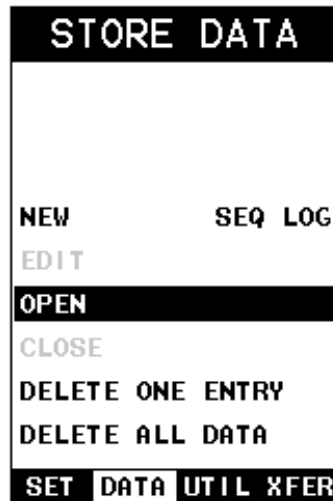 STORE DATA
NEW SEQ LOG
EDIT
OPEN
CLOSE
DELETE ONE ENTRY
DELETE ALL DATA
SET DATA UTIL XFER